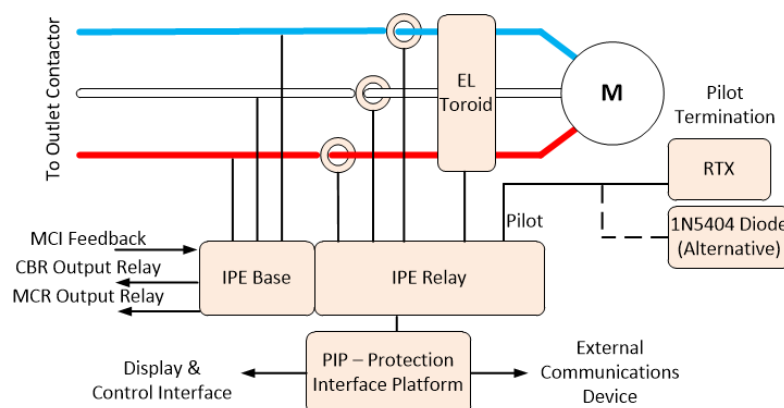 To Outlet Contactor
EL
Toroid
M
Pilot
Termination
RTX
1N5404 Diode
(Alternative)
Pilot
MCI Feedback
CBR Output Relay
MCR Output Relay
IPE Base
IPE Relay
Display &
Control Interface
PIP – Protection
Interface Platform
External
Communications
Device